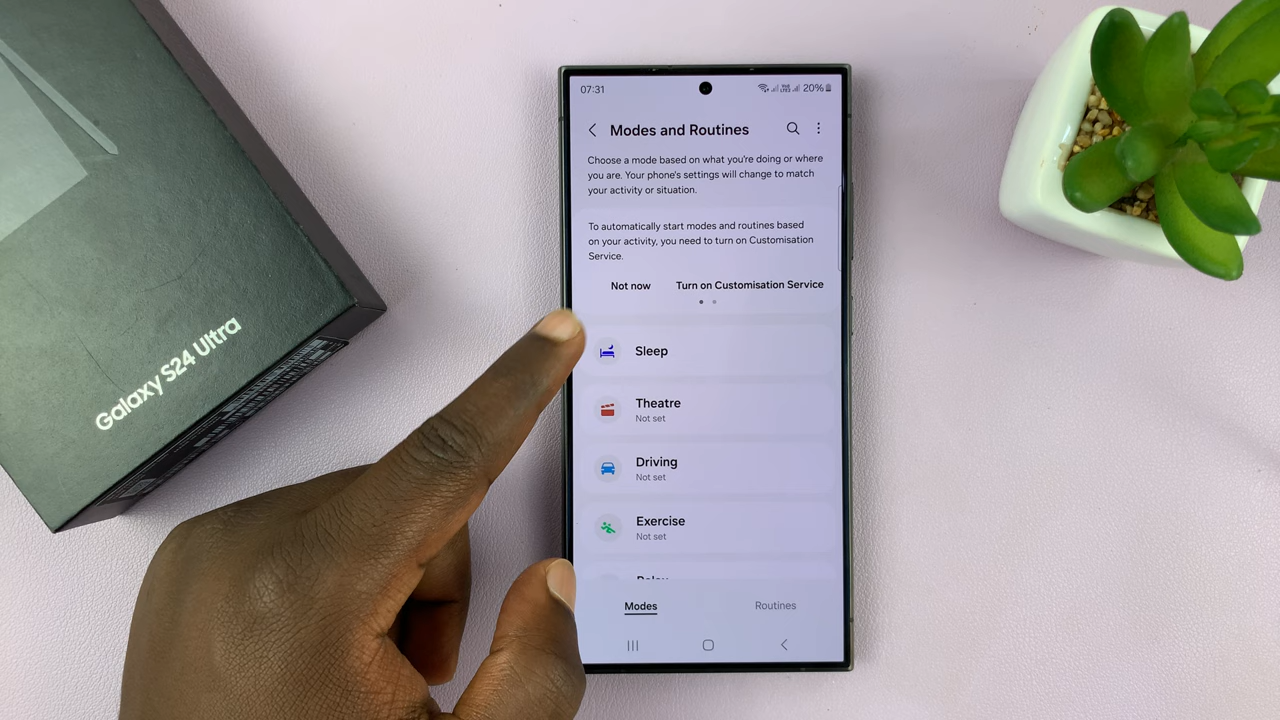 Galaxy S24 Ultra
07:31
20%
Modes and Routines
Choose a mode based on what you're doing or where
you are. Your phone's settings will change to match
your activity or situation.
To automatically start modes and routines based
on your activity, you need to turn on Customisation
Service.
Not now
Turn on Customisation Service
Sleep
Theatre
Not set
Driving
Not set
Exercise
Not set
Modes
Routines